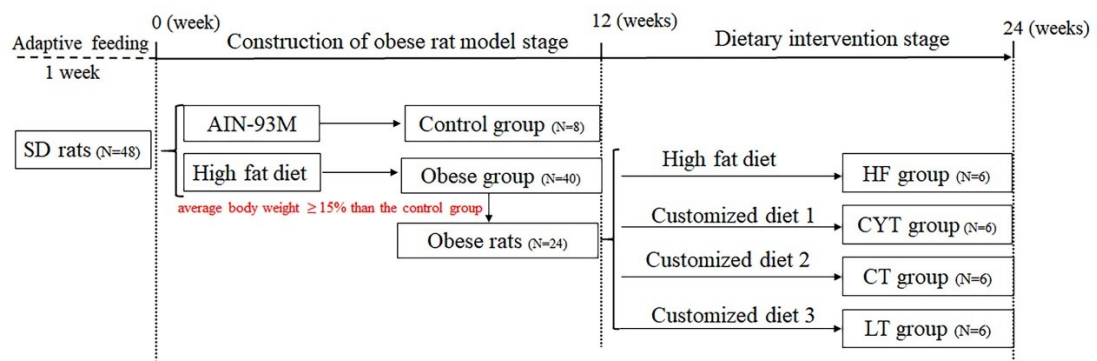 0 (week)
12 (weeks)
24 (weeks)
Adaptive feeding
Construction of obese rat model stage
Dietary intervention stage
1 week
AIN-93M
Control group (N=8)
SD rats (N=48)
High fat diet
Obese group (N=40)
average body weight ≥15% than the control group
Obese rats (N=24)
High fat diet
HF group (N=6)
Customized diet 1
CYT group (N=6)
Customized diet 2
CT group (N=6)
Customized diet 3
LT group (N=6)